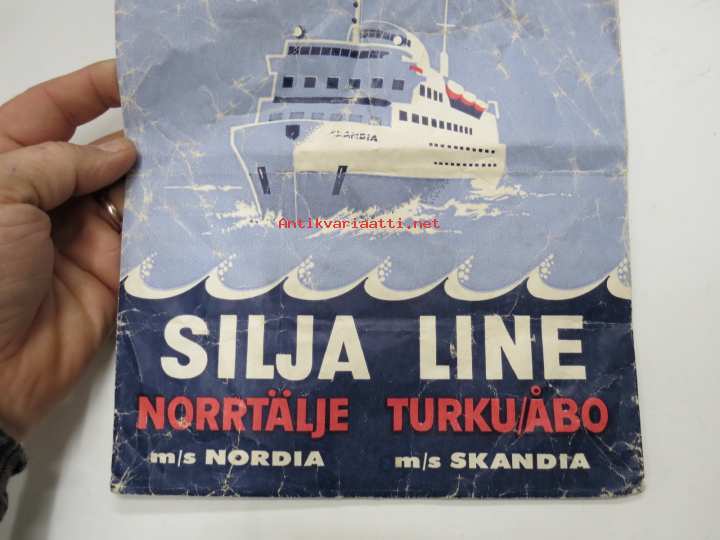 SKANDIA
Antikvariaatti.net
SILJA LINE
NORRTÄLJE TURKU/ÅBO
m/s NORDIA m/s SKANDIA